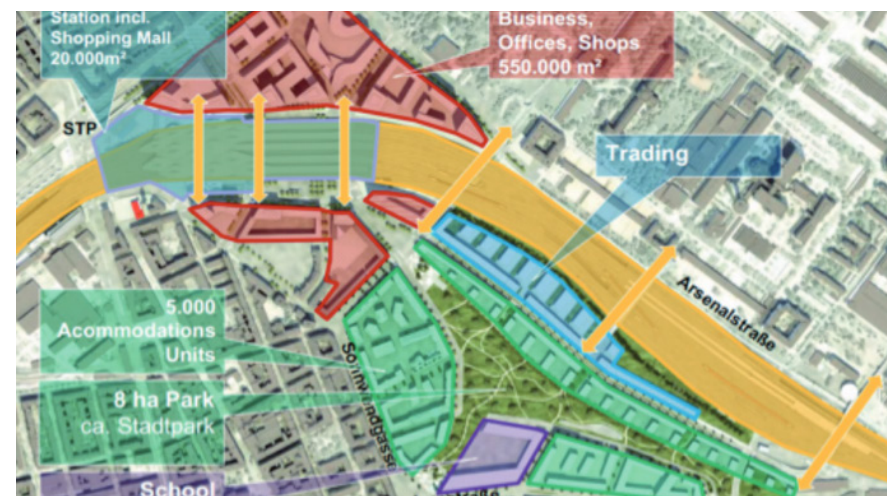 Station incl.
Shopping Mall
20.000m²
Business,
Offices, Shops
550.000 m²
STP
Trading
Arsenalstraße
5.000
Acommodations
Units
Sonnwendgasse
8 ha Park
ca. Stadtpark
School